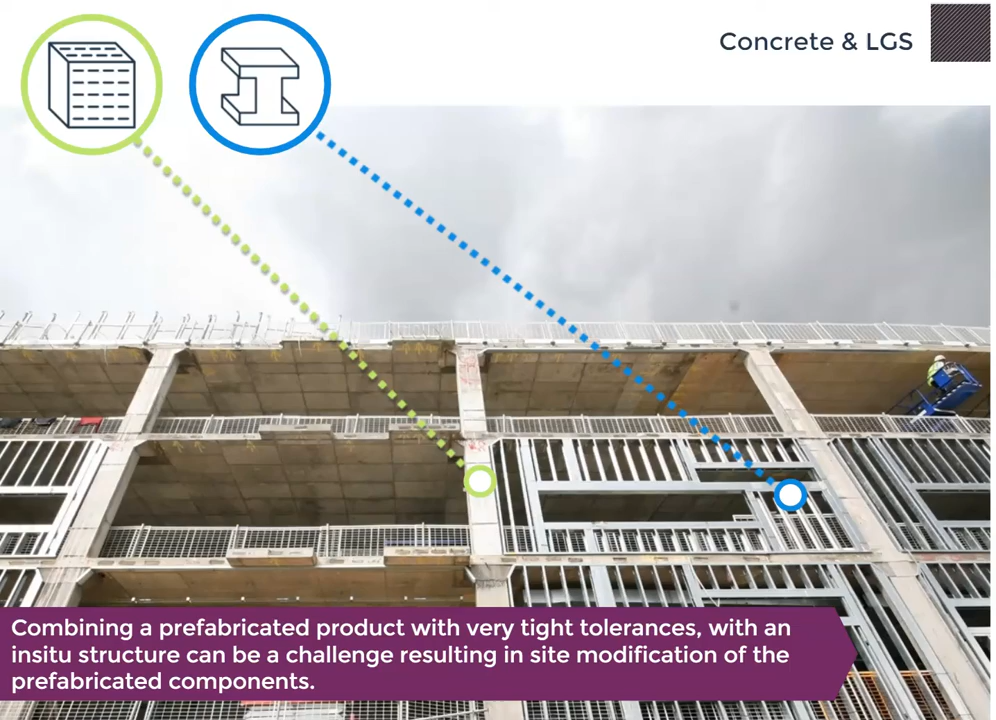 Concrete & LGS
Combining a prefabricated product with very tight tolerances, with an
insitu structure can be a challenge resulting in site modification of the
prefabricated components.